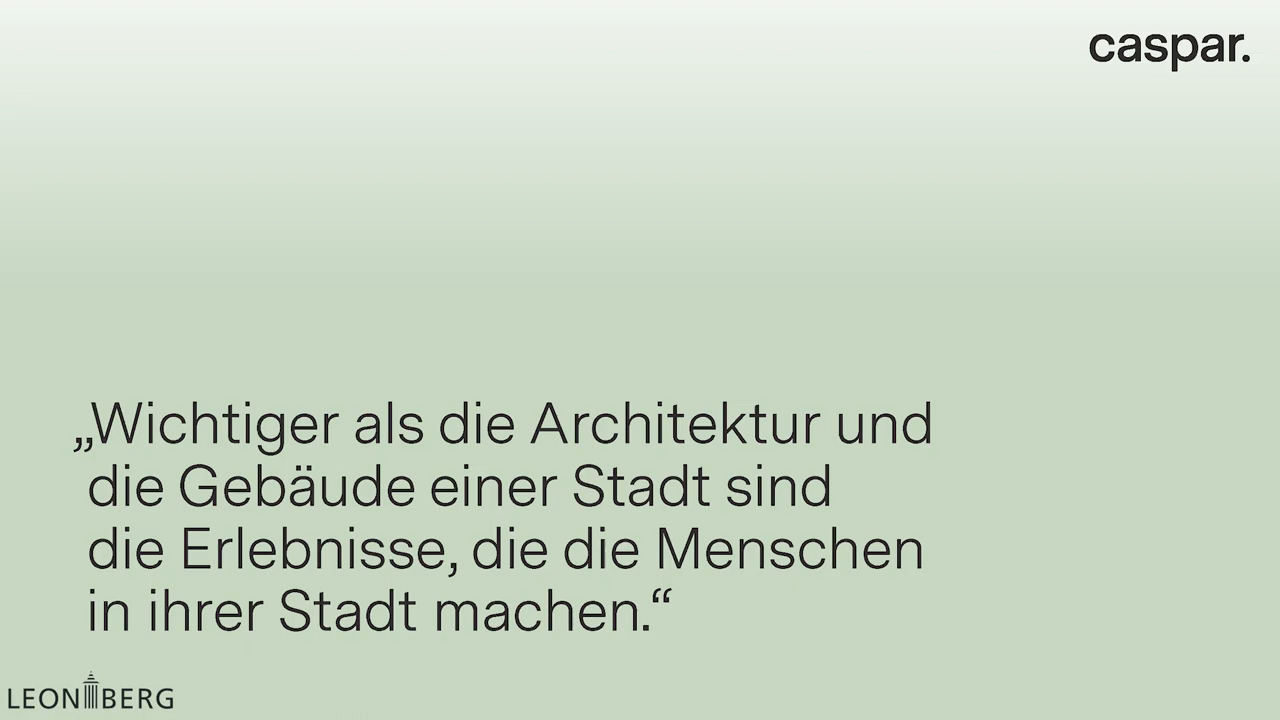 caspar.
„Wichtiger als die Architektur und
die Gebäude einer Stadt sind
die Erlebnisse, die die Menschen
in ihrer Stadt machen.“
LEONBERG